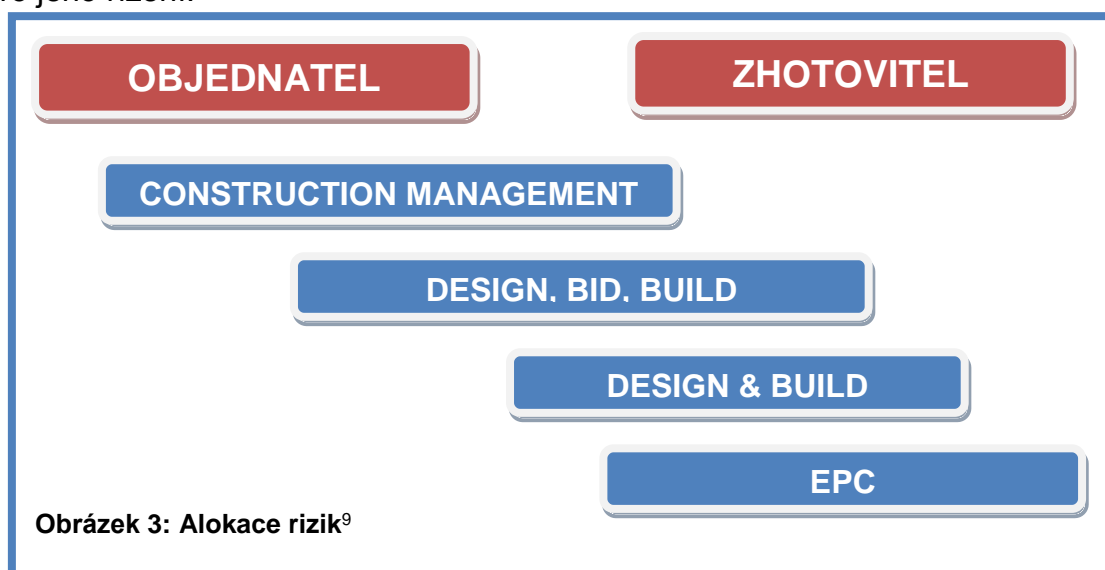 OBJEDNATEL
ZHOTOVITEL
CONSTRUCTION MANAGEMENT
DESIGN, BID, BUILD
DESIGN & BUILD
EPC
Obrázek 3: Alokace rizik⁹